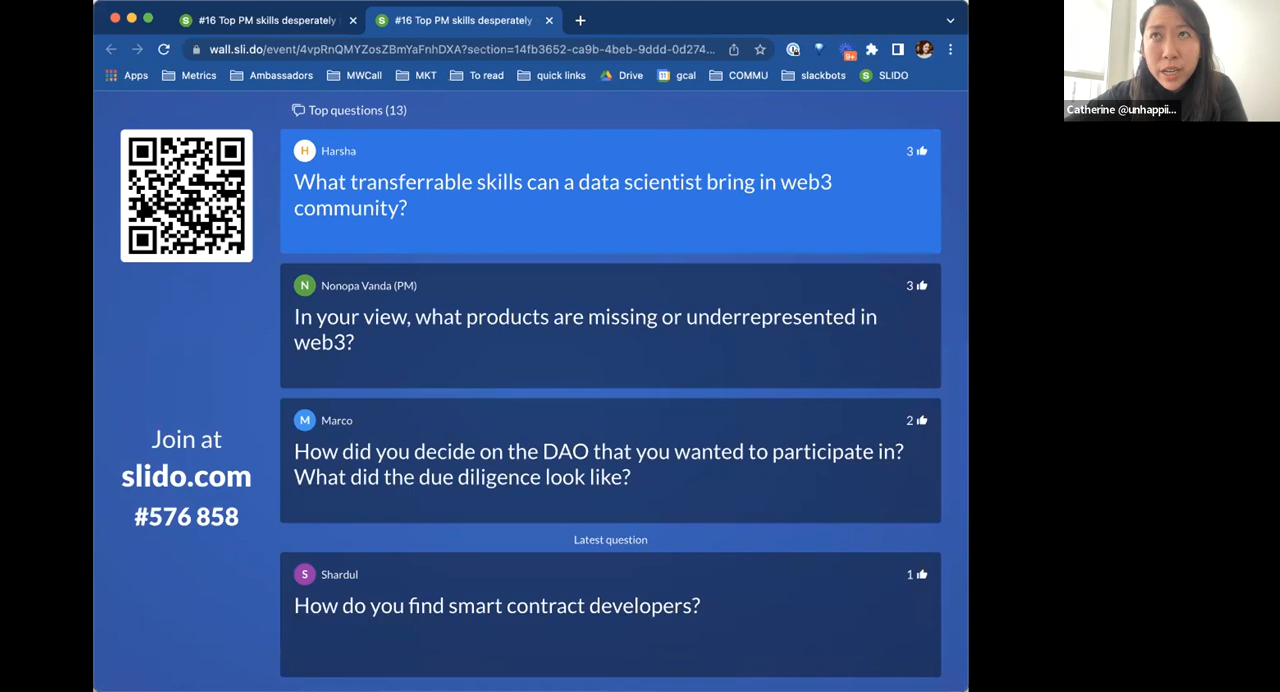 #16 Top PM skills desperately
#16 Top PM skills desperately
wall.sli.do/event/4vpRnQMYZosZBmYaFnhDXA?section=14fb3652-ca9b-4beb-9ddd-0d274...
9+
Apps Metrics Ambassadors MWCall MKT To read quick links Drive gcal COMMU slackbots SLIDO
Catherine @unhappii...
Top questions (13)
H Harsha 3
What transferrable skills can a data scientist bring in web3
community?
N Nonopa Vanda (PM) 3
In your view, what products are missing or underrepresented in
web3?
M Marco 2
How did you decide on the DAO that you wanted to participate in?
What did the due diligence look like?
Join at
slido.com
#576 858
Latest question
S Shardul 1
How do you find smart contract developers?